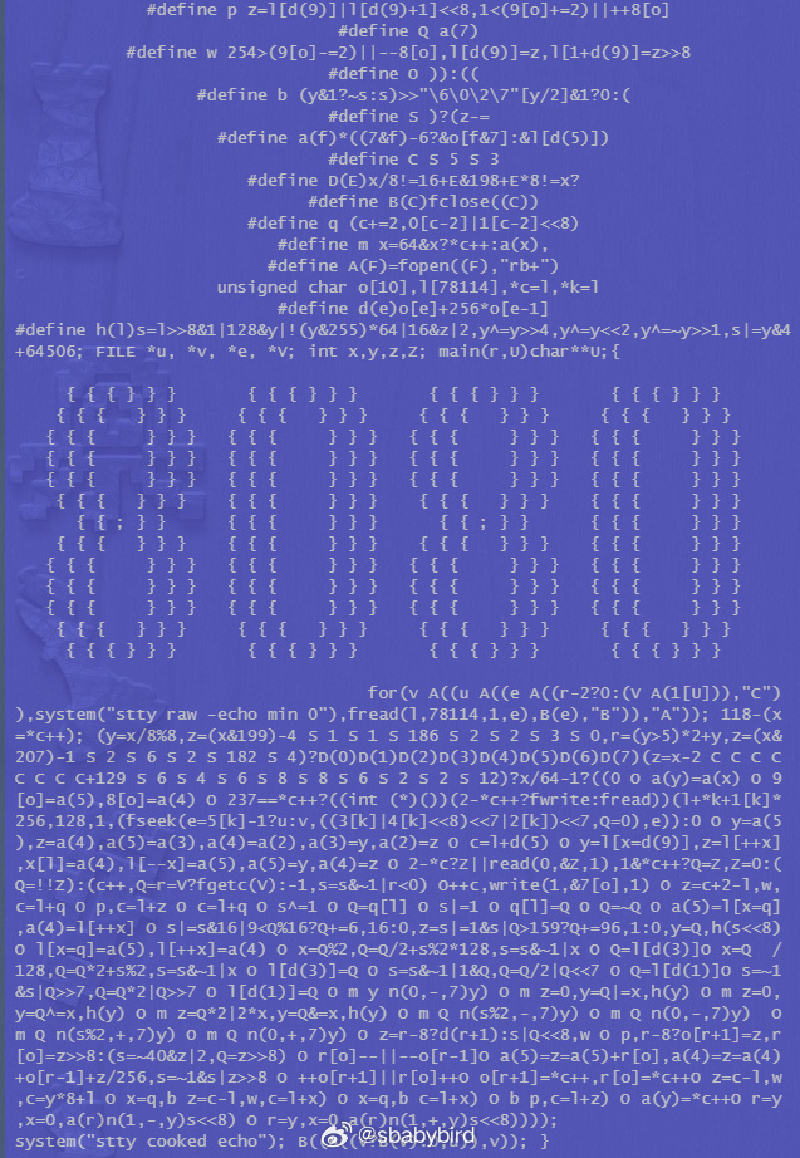 #define p z=l[d(9)]|l[d(9)+1]<<8,1<(9[o]+=2)||++8[o]
#define Q a(7)
#define w 254>(9[o]-=2)||--8[o],l[d(9)]=z,l[1+d(9)]=z>>8
#define O )):((
#define b (y&1?~s:s)>>"\6\0\2\7"[y/2]&1?0:(
#define S )?(z-=
#define a(f)*((7&f)-6?&o[f&7]:&l[d(5)])
#define C S 5 S 3
#define D(E)x/8!=16+E&198+E*8!=x?
#define B(C)fclose((C))
#define q (c+=2,0[c-2]|1[c-2]<<8)
#define m x=64&x?*c++:a(x),
#define A(F)=fopen((F),"rb+")
unsigned char o[10],l[78114],*c=l,*k=l
#define d(e)o[e]+256*o[e-1]
#define h(l)s=l>>8&1|128&y|!(y&255)*64|16&z|2,y^=y>>4,y^=y<<2,y^=~y>>1,s|=y&4
+64506; FILE *u, *v, *e, *V; int x,y,z,Z; main(r,U)char**U;{
{ { { } } } { { { } } } { { { } } } { { { } } }
{ { { } } } { { { } } } { { { } } } { { { } } }
{ { { } } } { { { } } } { { { } } } { { { } } }
{ { { } } } { { { } } } { { { } } } { { { } } }
{ { { } } } { { { } } } { { { } } } { { { } } }
{ { { } } } { { { } } } { { { } } } { { { } } }
{ { ; } } { { { } } } { { ; } } { { { } } }
{ { { } } } { { { } } } { { { } } } { { { } } }
{ { { } } } { { { } } } { { { } } } { { { } } }
{ { { } } } { { { } } } { { { } } } { { { } } }
{ { { } } } { { { } } } { { { } } } { { { } } }
{ { { } } } { { { } } } { { { } } } { { { } } }
{ { { } } } { { { } } } { { { } } } { { { } } }
for(v A((u A((e A((r-2?0:(V A(1[U])),"C")
),system("stty raw -echo min 0"),fread(l,78114,1,e),B(e),"B")),"A")); 118-(x
=*c++); (y=x/8%8,z=(x&199)-4 S 1 S 1 S 186 S 2 S 2 S 3 S 0,r=(y>5)*2+y,z=(x&
207)-1 S 2 S 6 S 2 S 182 S 4)?D(0)D(1)D(2)D(3)D(4)D(5)D(6)D(7)(z=x-2 C C C C
C C C C+129 S 6 S 4 S 6 S 8 S 8 S 6 S 2 S 2 S 12)?x/64-1?((0 O a(y)=a(x) O 9
[o]=a(5),8[o]=a(4) O 237==*c++?((int (*)())(2-*c++?fwrite:fread))(l+*k+1[k]*
256,128,1,(fseek(e=5[k]-1?u:v,((3[k]|4[k]<<8)<<7|2[k])<<7,Q=0),e)):0 O y=a(5
),z=a(4),a(5)=a(3),a(4)=a(2),a(3)=y,a(2)=z O c=l+d(5) O y=l[x=d(9)],z=l[++x]
,x[l]=a(4),l[--x]=a(5),a(5)=y,a(4)=z O 2-*c?Z||read(0,&Z,1),1&*c++?Q=Z,Z=0:(
Q=!!Z):(c++,Q=r=V?fgetc(V):-1,s=s&~1|r<0) O++c,write(1,&7[o],1) O z=c+2-l,w,
c=l+q O p,c=l+z O c=l+q O s^=1 O Q=q[l] O s|=1 O q[l]=Q O Q=~Q O a(5)=l[x=q]
,a(4)=l[++x] O s|=s&16|9<Q%16?Q+=6,16:0,z=s|=1&s|Q>159?Q+=96,1:0,y=Q,h(s<<8)
O l[x=q]=a(5),l[++x]=a(4) O x=Q%2,Q=Q/2+s%2*128,s=s&~1|x O Q=l[d(3)]O x=Q /
128,Q=Q*2+s%2,s=s&~1|x O l[d(3)]=Q O s=s&~1|1&Q,Q=Q/2|Q<<7 O Q=l[d(1)]O s=~1
&s|Q>>7,Q=Q*2|Q>>7 O l[d(1)]=Q O m y n(0,-,7)y) O m z=0,y=Q|=x,h(y) O m z=0,
y=Q^=x,h(y) O m z=Q*2|2*x,y=Q&=x,h(y) O m Q n(s%2,-,7)y) O m Q n(0,-,7)y) O
m Q n(s%2,+,7)y) O m Q n(0,+,7)y) O z=r-8?d(r+1):s|Q<<8,w O p,r-8?o[r+1]=z,r
[o]=z>>8:(s=~40&z|2,Q=z>>8) O r[o]--||--o[r-1]O a(5)=z=a(5)+r[o],a(4)=z=a(4)
+o[r-1]+z/256,s=~1&s|z>>8 O ++o[r+1]||r[o]++O o[r+1]=*c++,r[o]=*c++O z=c-l,w
,c=y*8+l O x=q,b z=c-l,w,c=l+x) O x=q,b c=l+x) O b p,c=l+z) O a(y)=*c++O r=y
,x=0,a(r)n(1,-,y)s<<8) O r=y,x=0,a(r)n(1,+,y)s<<8))));
system("stty cooked echo"); B(
@sbabybird
,v)); }